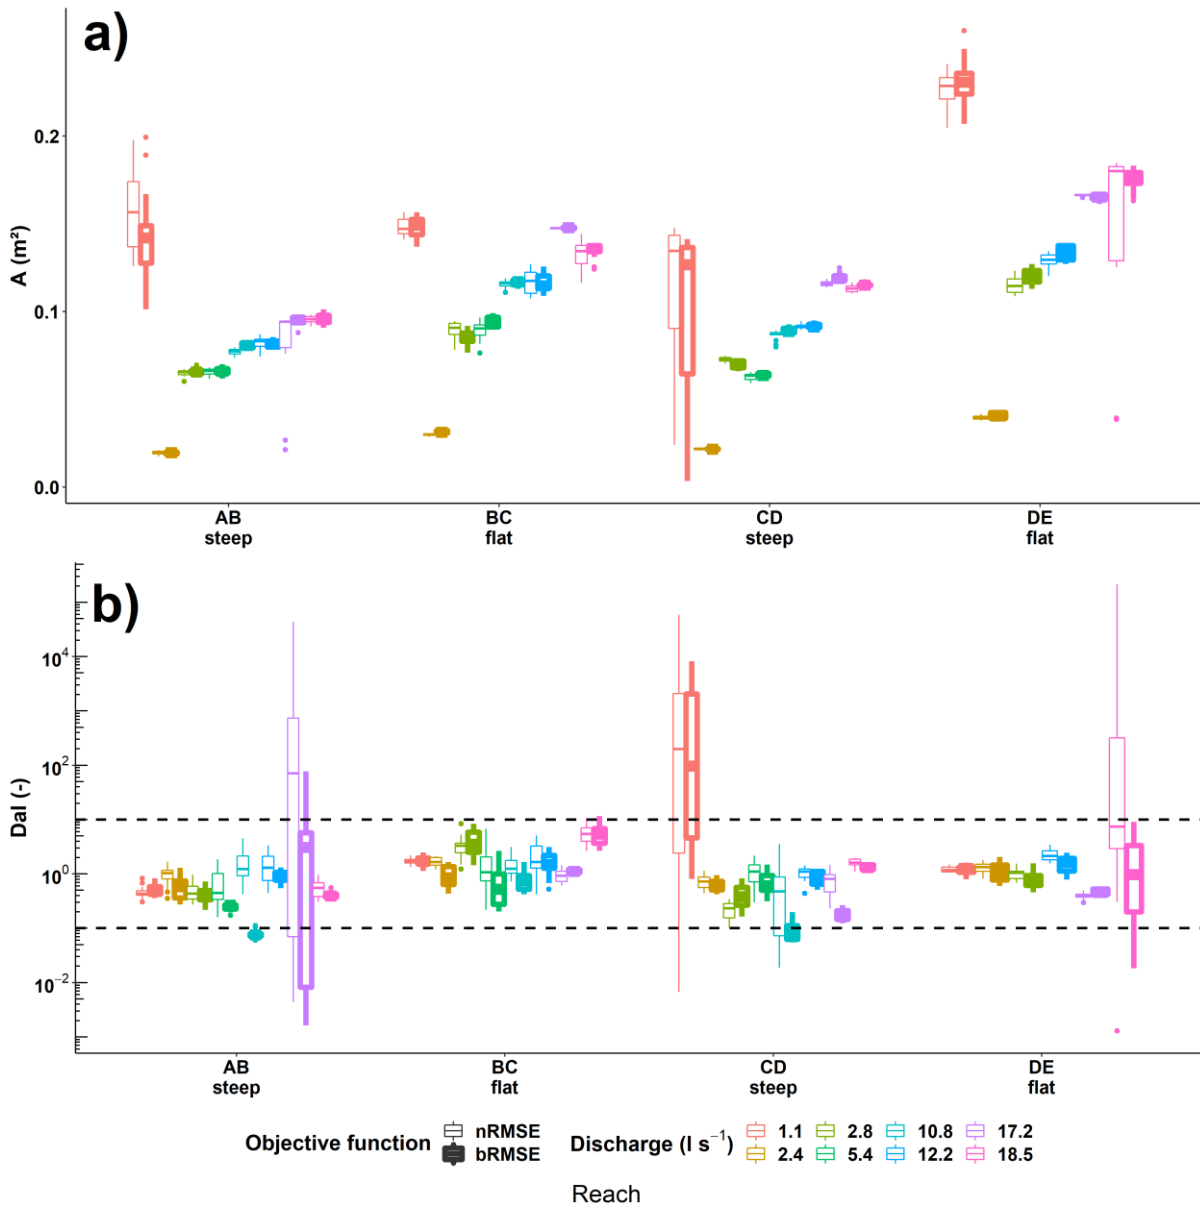 a)
A (m²)
0.2
0.1
0.0
AB BC CD DE
steep flat steep flat
b)
DaI (-)
10⁴
10²
10⁰
10⁻²
AB BC CD DE
steep flat steep flat
Objective function nRMSE bRMSE
Discharge (l s⁻¹) 1.1 2.8 10.8 17.2
2.4 5.4 12.2 18.5
Reach